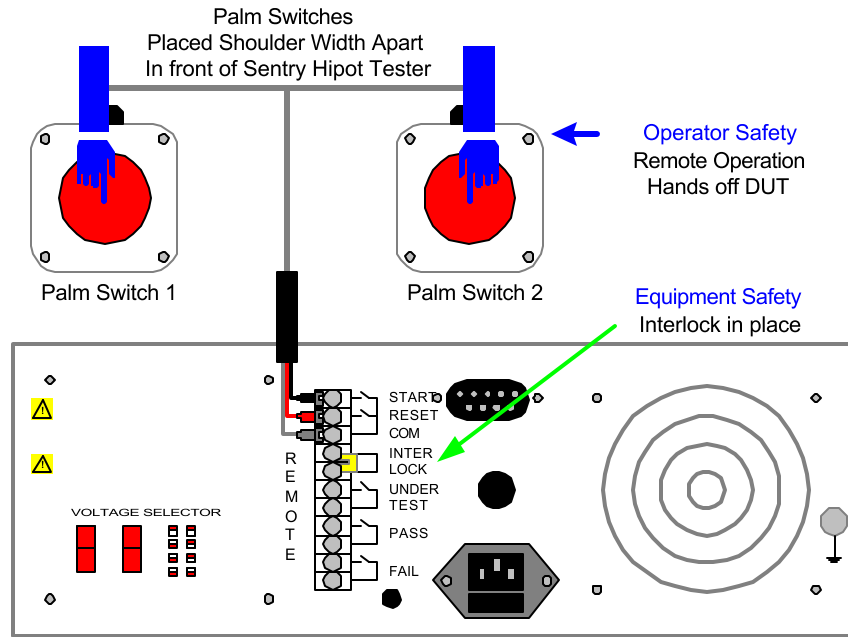 Palm Switches
Placed Shoulder Width Apart
In front of Sentry Hipot Tester
Operator Safety
Remote Operation
Hands off DUT
Palm Switch 1
Palm Switch 2
Equipment Safety
Interlock in place
START
RESET
COM
INTER
LOCK
UNDER
TEST
PASS
FAIL
REMOTE
VOLTAGE SELECTOR
!
!